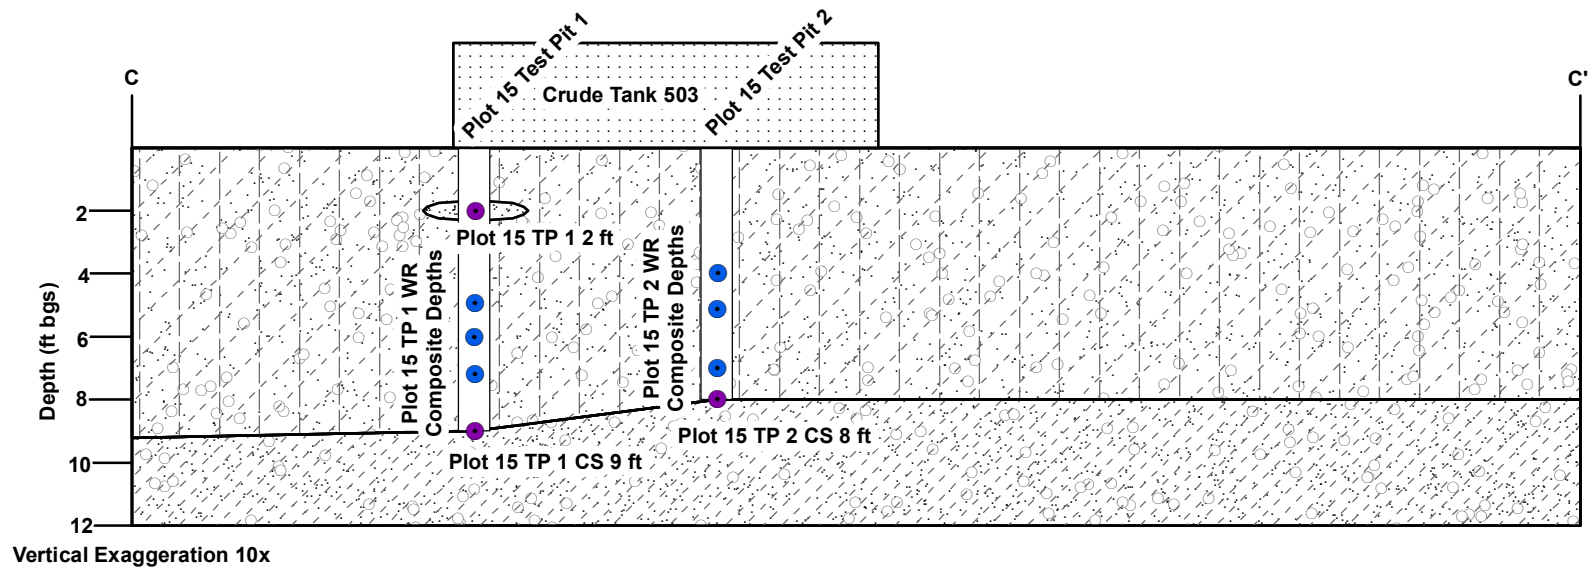 Plot 15 Test Pit 1
Plot 15 Test Pit 2
C
C'
Crude Tank 503
2
4
6
8
10
12
Depth (ft bgs)
Plot 15 TP 1 2 ft
Plot 15 TP 1 WR
Composite Depths
Plot 15 TP 2 WR
Composite Depths
Plot 15 TP 2 CS 8 ft
Plot 15 TP 1 CS 9 ft
Vertical Exaggeration 10x